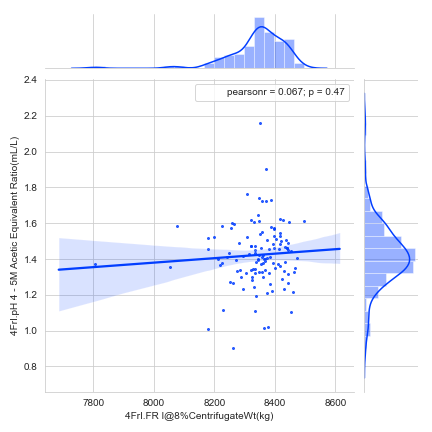 pearsonr = 0.067; p = 0.47
2.4
2.2
2.0
1.8
1.6
1.4
1.2
1.0
0.8
4FrI.pH 4 - 5M Acetic Equivalent Ratio(mL/L)
7800 8000 8200 8400 8600
4FrI.FR I@8%CentrifugateWt(kg)